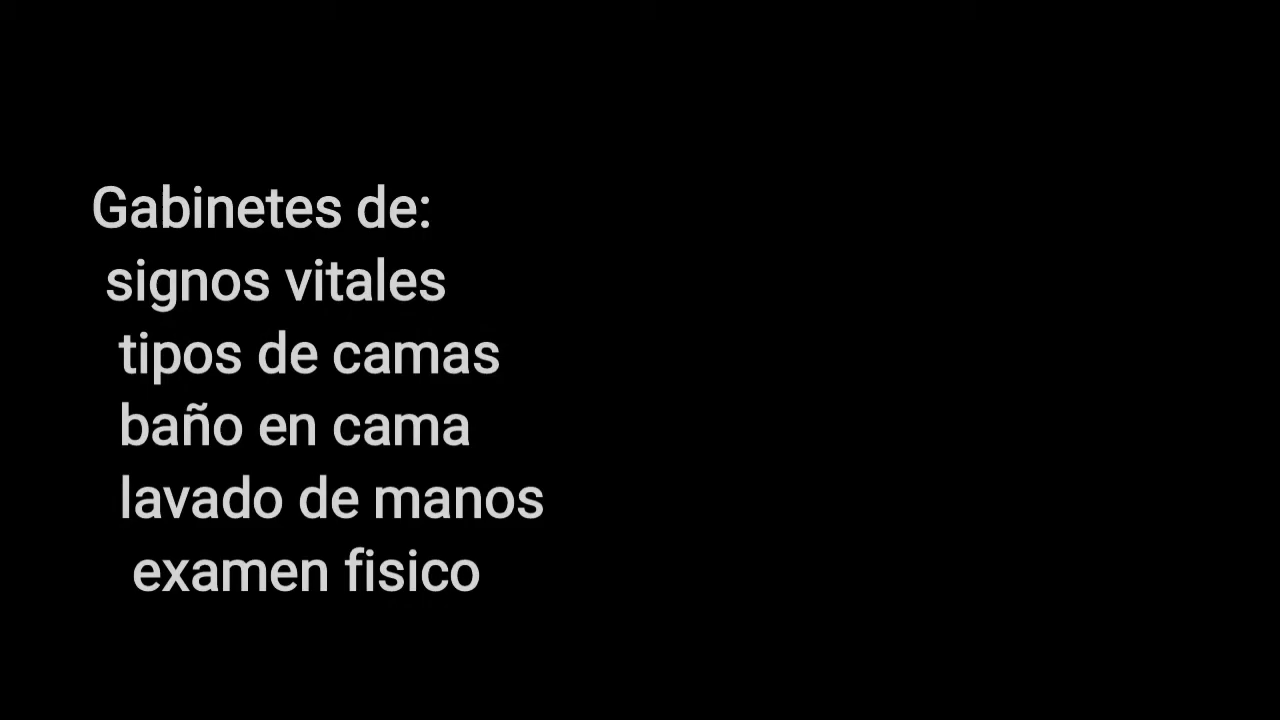 Gabinetes de:
signos vitales
tipos de camas
baño en cama
lavado de manos
examen fisico